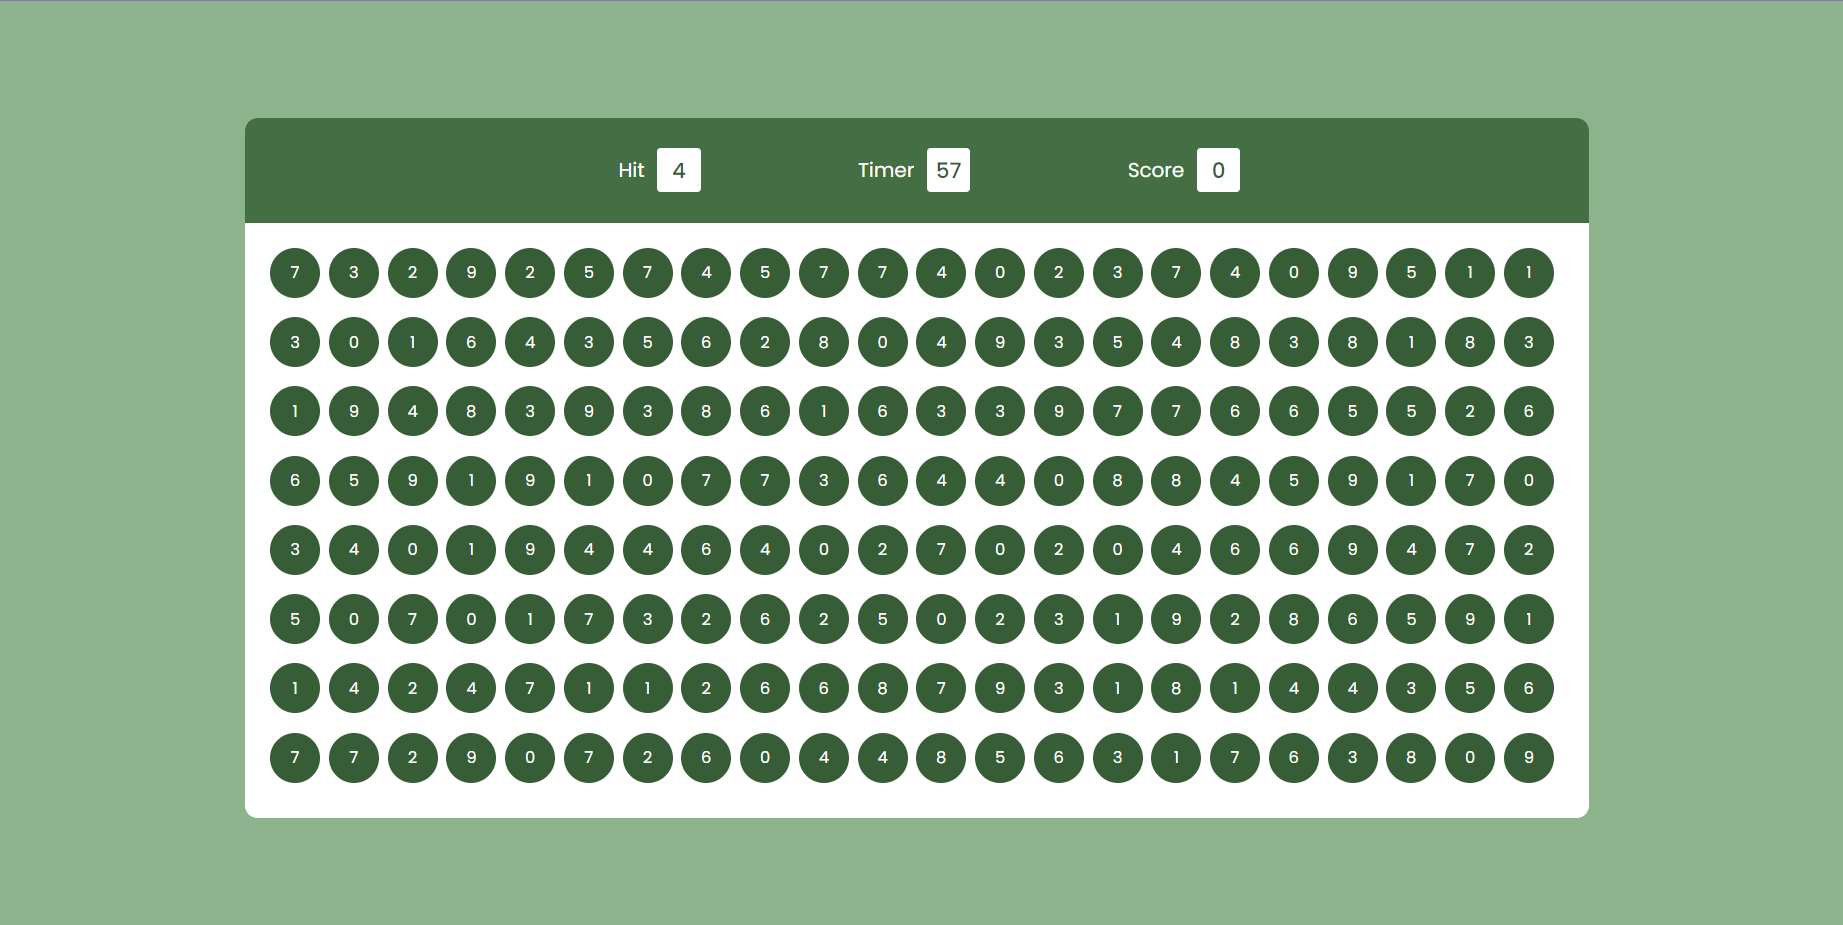 Hit 4 Timer 57 Score 0
7 3 2 9 2 5 7 4 5 7 7 4 0 2 3 7 4 0 9 5 1 1
3 0 1 6 4 3 5 6 2 8 0 4 9 3 5 4 8 3 8 1 8 3
1 9 4 8 3 9 3 8 6 1 6 3 3 9 7 7 6 6 5 5 2 6
6 5 9 1 9 1 0 7 7 3 6 4 4 0 8 8 4 5 9 1 7 0
3 4 0 1 9 4 4 6 4 0 2 7 0 2 0 4 6 6 9 4 7 2
5 0 7 0 1 7 3 2 6 2 5 0 2 3 1 9 2 8 6 5 9 1
1 4 2 4 7 1 1 2 6 6 8 7 9 3 1 8 1 4 4 3 5 6
7 7 2 9 0 7 2 6 0 4 4 8 5 6 3 1 7 6 3 8 0 9